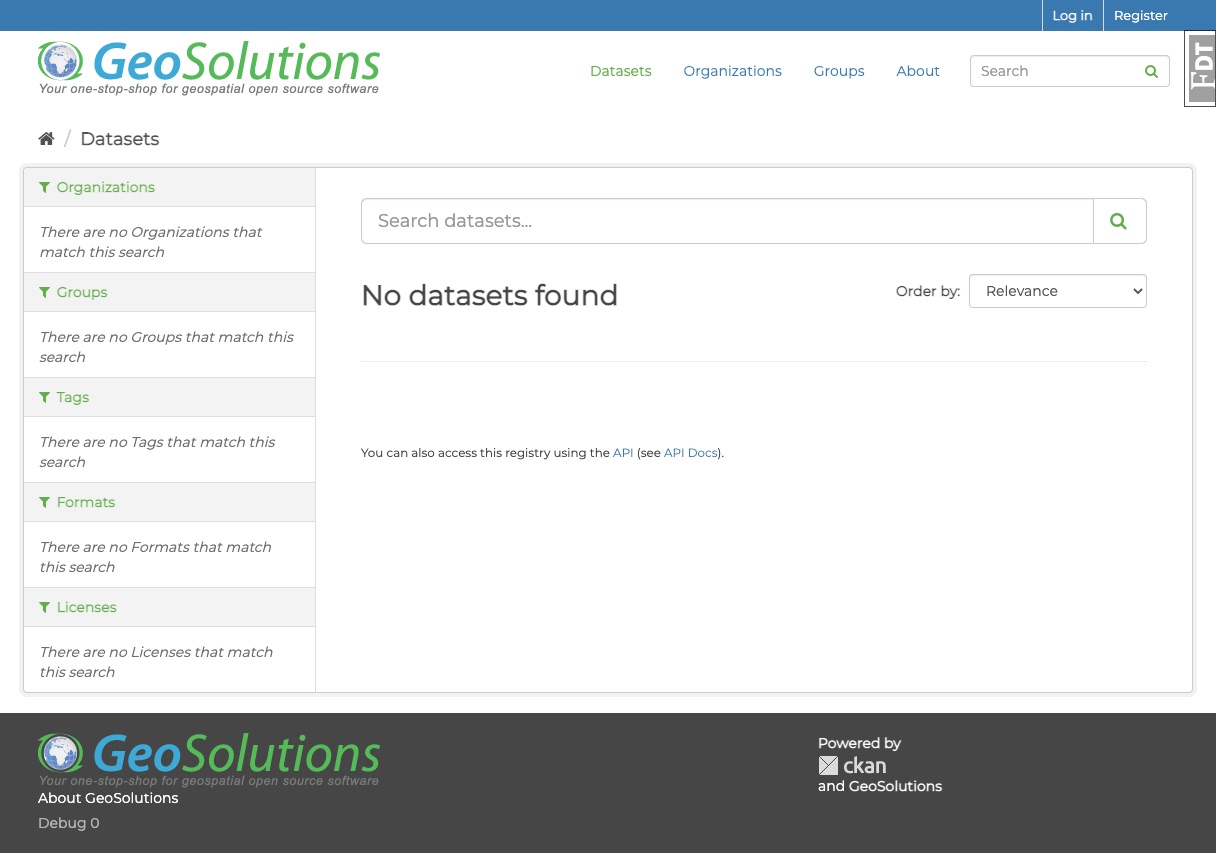 Log in Register
GeoSolutions
Your one-stop-shop for geospatial open source software
Datasets Organizations Groups About Search
FDT
/ Datasets
Organizations
There are no Organizations that
match this search
Groups
There are no Groups that match this
search
Tags
There are no Tags that match this
search
Formats
There are no Formats that match
this search
Licenses
There are no Licenses that match
this search
Search datasets...
No datasets found
Order by: Relevance
You can also access this registry using the API (see API Docs).
GeoSolutions
Your one-stop-shop for geospatial open source software
About GeoSolutions
Debug 0
Powered by
ckan
and GeoSolutions